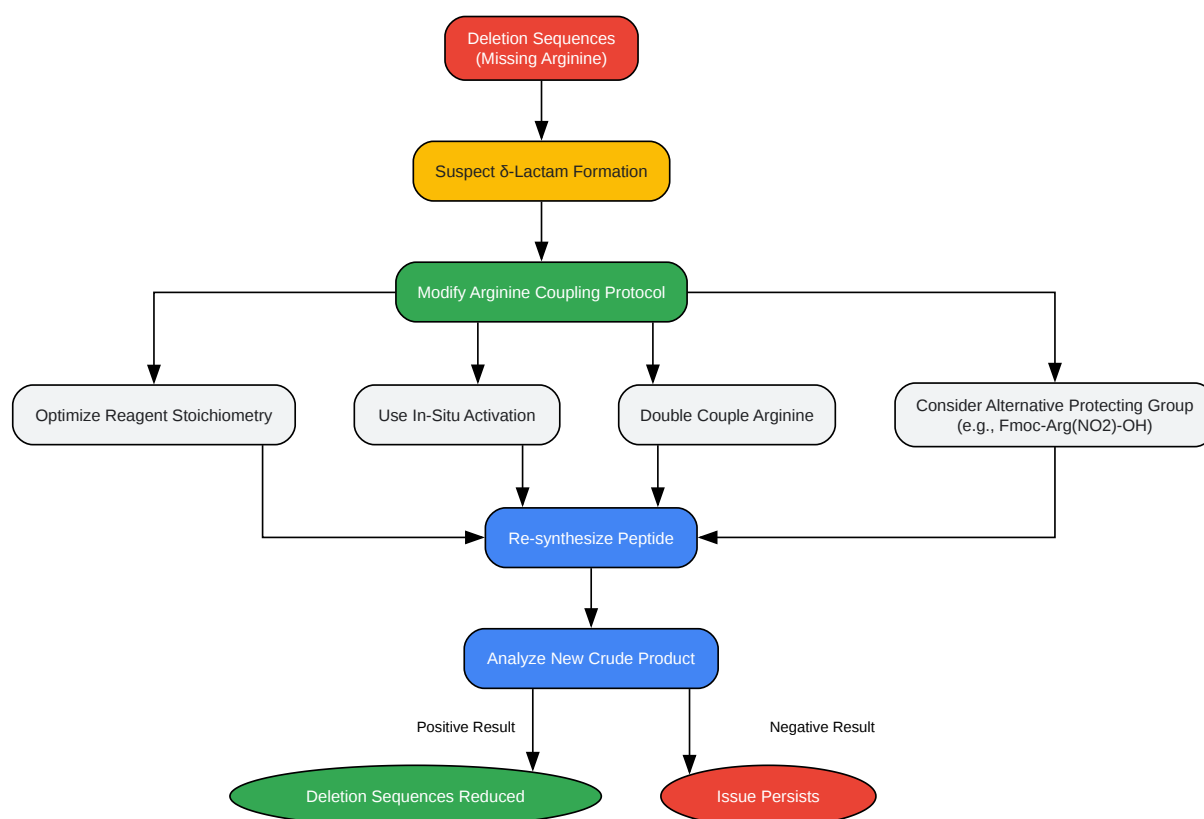 Deletion Sequences
(Missing Arginine)
Suspect δ-Lactam Formation
Modify Arginine Coupling Protocol
Optimize Reagent Stoichiometry
Use In-Situ Activation
Double Couple Arginine
Consider Alternative Protecting Group
(e.g., Fmoc-Arg(NO2)-OH)
Re-synthesize Peptide
Analyze New Crude Product
Positive Result
Negative Result
Deletion Sequences Reduced
Issue Persists